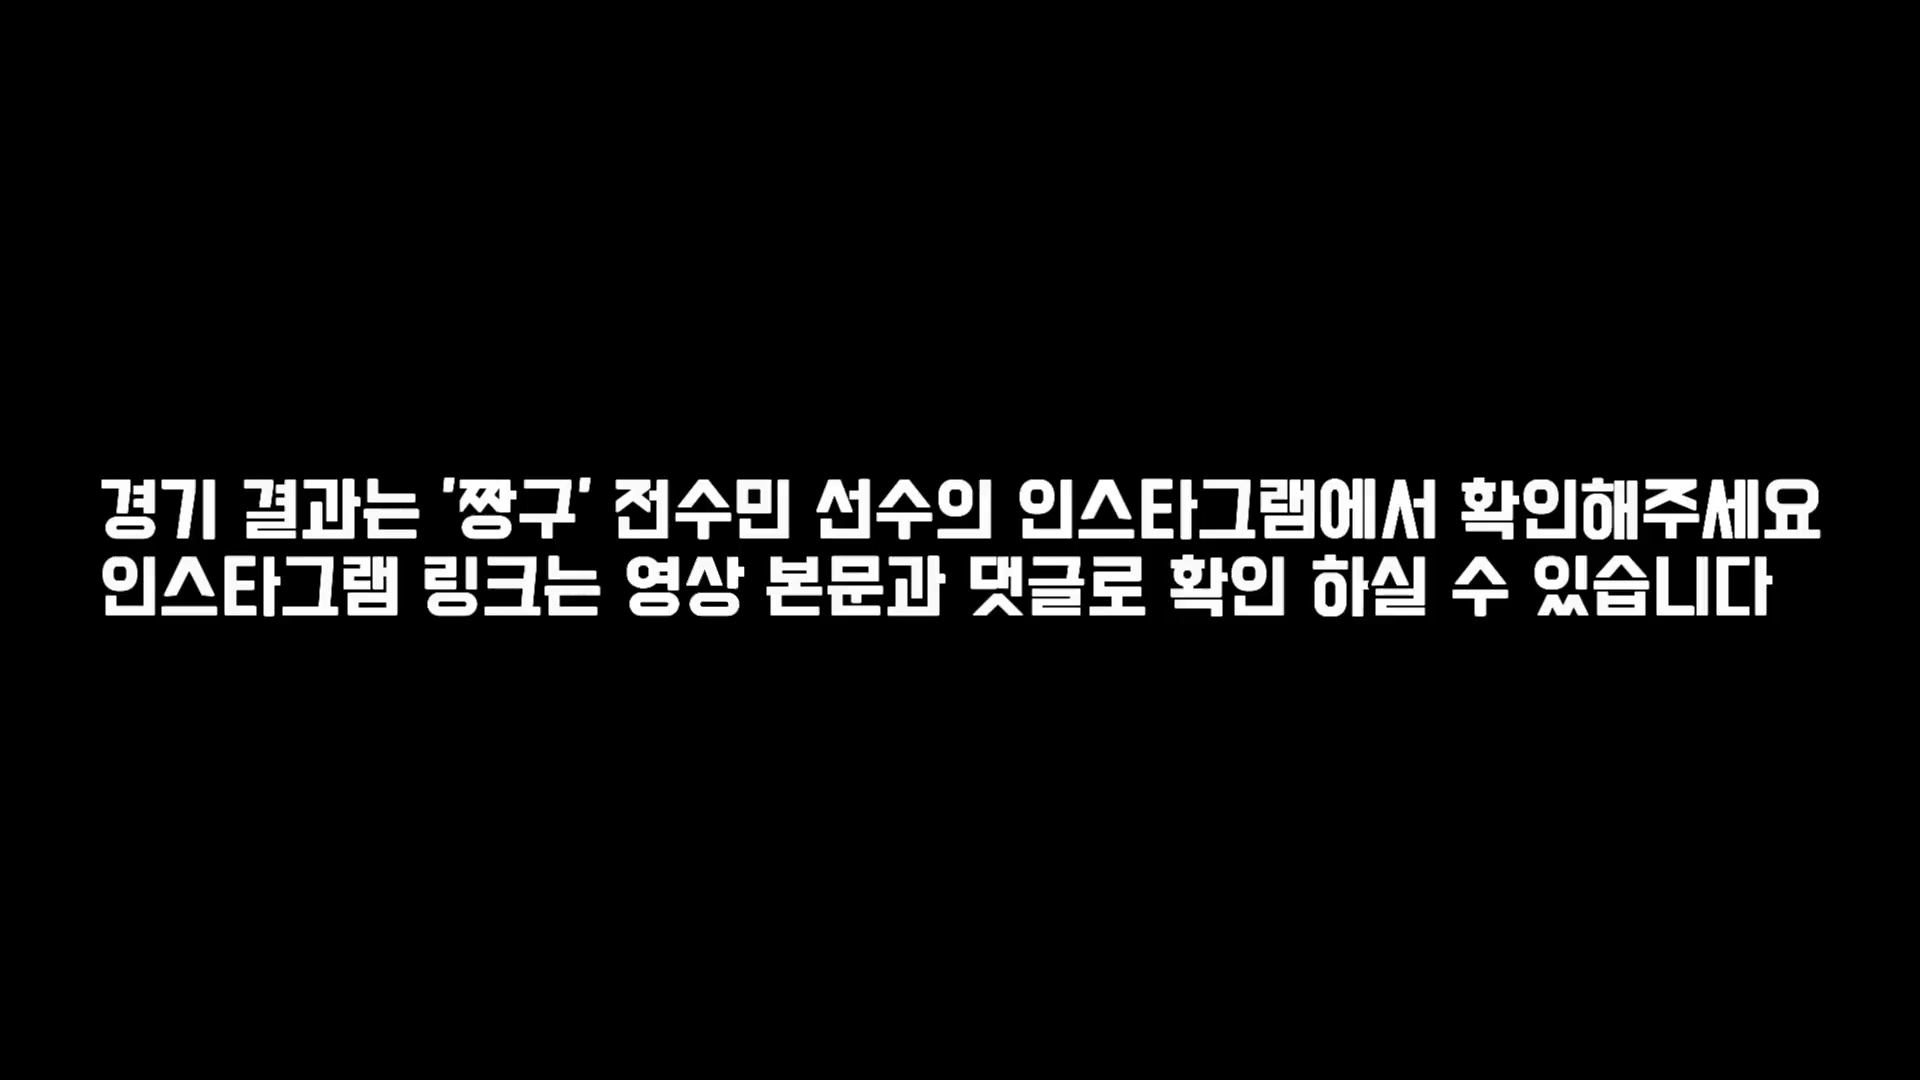 경기 결과는 '짱구' 전수민 선수의 인스타그램에서 확인해주세요
인스타그램 링크는 영상 본문과 댓글로 확인 하실 수 있습니다